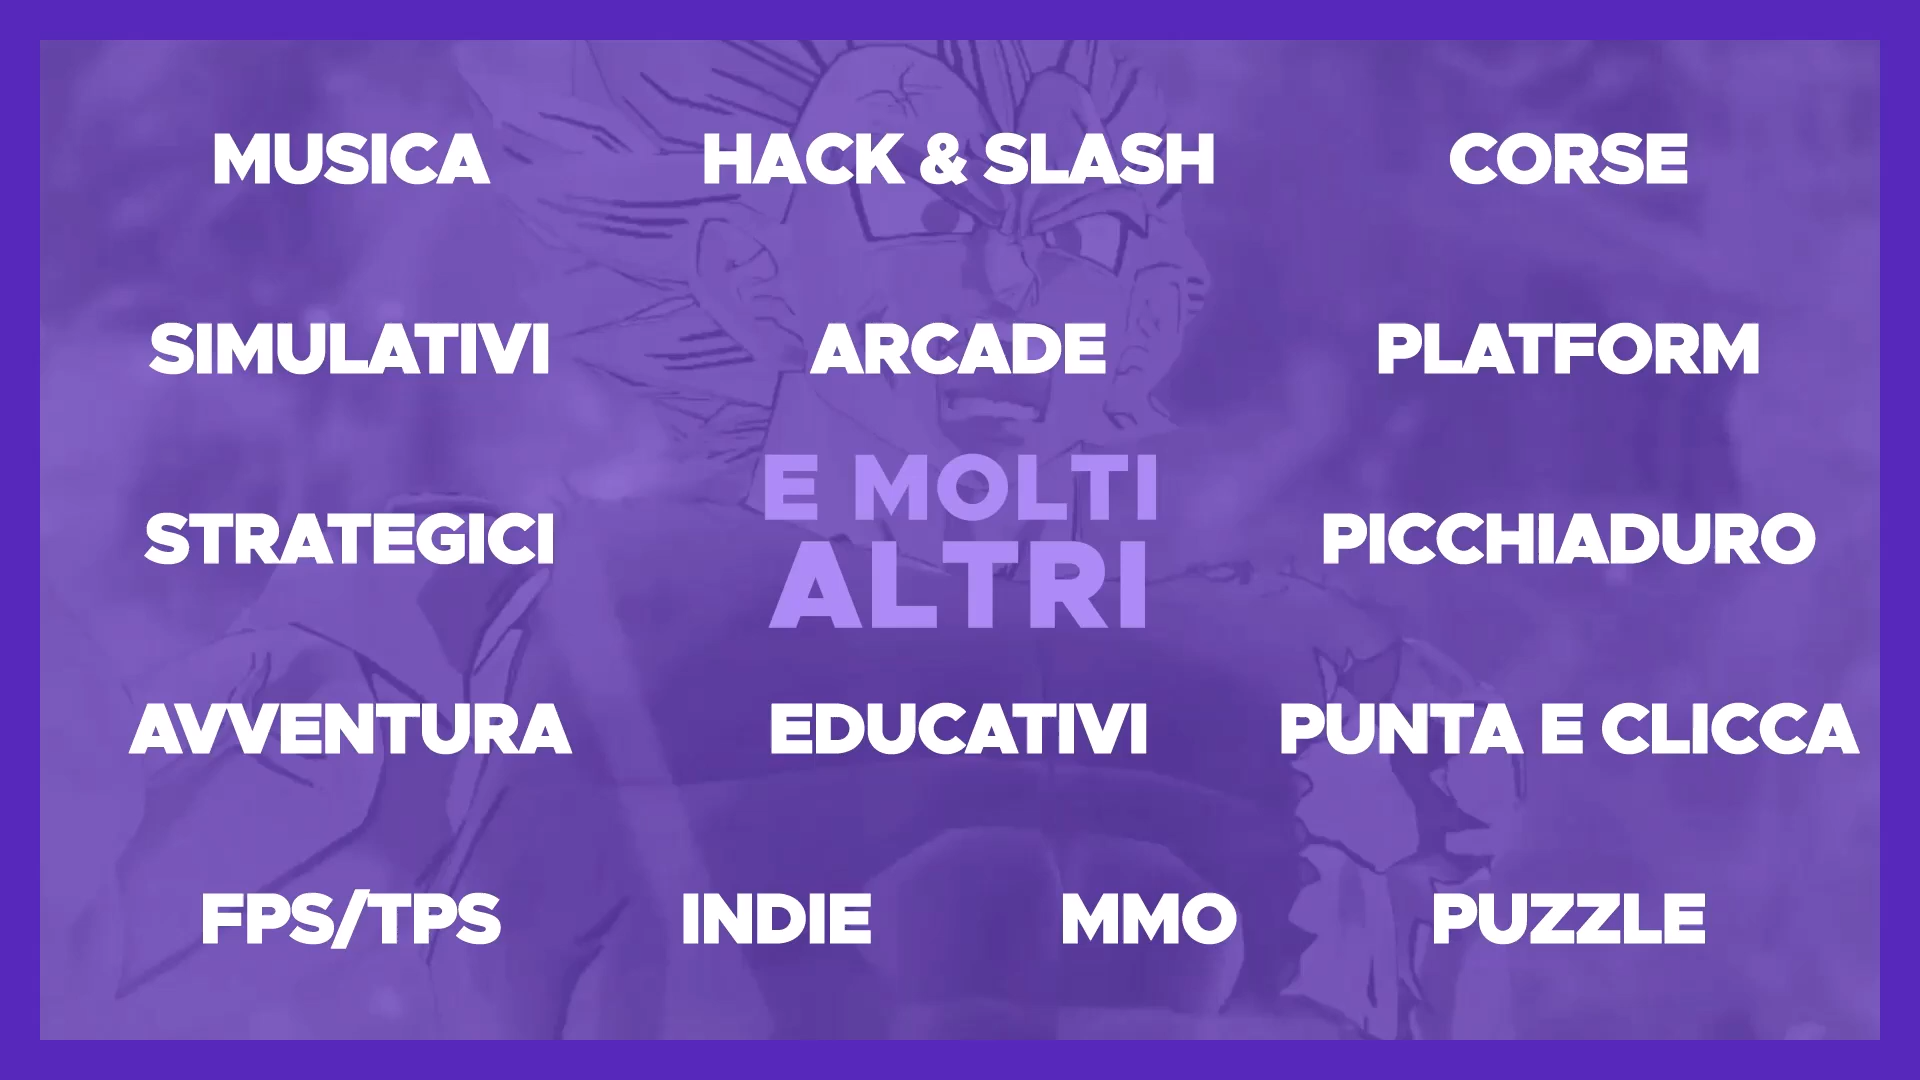 MUSICA
HACK & SLASH
CORSE
SIMULATIVI
ARCADE
PLATFORM
E MOLTI
ALTRI
STRATEGICI
PICCHIADURO
AVVENTURA
EDUCATIVI
PUNTA E CLICCA
FPS/TPS
INDIE
MMO
PUZZLE